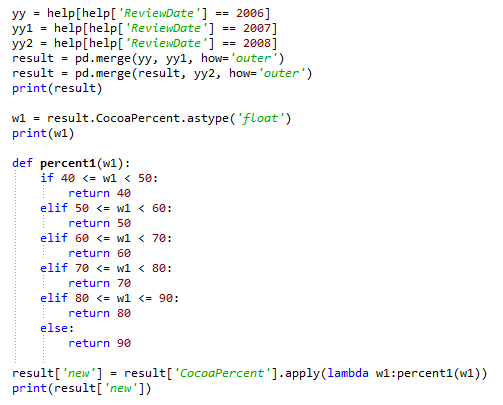 yy = help[help['ReviewDate'] == 2006]
yy1 = help[help['ReviewDate'] == 2007]
yy2 = help[help['ReviewDate'] == 2008]
result = pd.merge(yy, yy1, how='outer')
result = pd.merge(result, yy2, how='outer')
print(result)

w1 = result.CocoaPercent.astype('float')
print(w1)

def percent1(w1):
    if 40 <= w1 < 50:
        return 40
    elif 50 <= w1 < 60:
        return 50
    elif 60 <= w1 < 70:
        return 60
    elif 70 <= w1 < 80:
        return 70
    elif 80 <= w1 <= 90:
        return 80
    else:
        return 90

result['new'] = result['CocoaPercent'].apply(lambda w1:percent1(w1))
print(result['new'])